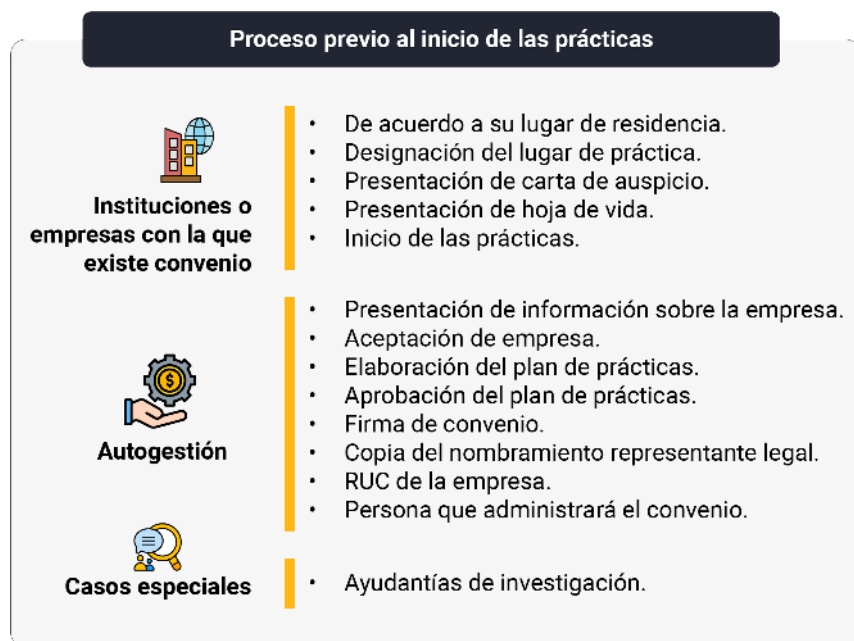 Proceso previo al inicio de las prácticas
Instituciones o
empresas con la que
existe convenio
• De acuerdo a su lugar de residencia.
• Designación del lugar de práctica.
• Presentación de carta de auspicio.
• Presentación de hoja de vida.
• Inicio de las prácticas.
Autogestión
• Presentación de información sobre la empresa.
• Aceptación de empresa.
• Elaboración del plan de prácticas.
• Aprobación del plan de prácticas.
• Firma de convenio.
• Copia del nombramiento representante legal.
• RUC de la empresa.
• Persona que administrará el convenio.
Casos especiales
• Ayudantías de investigación.